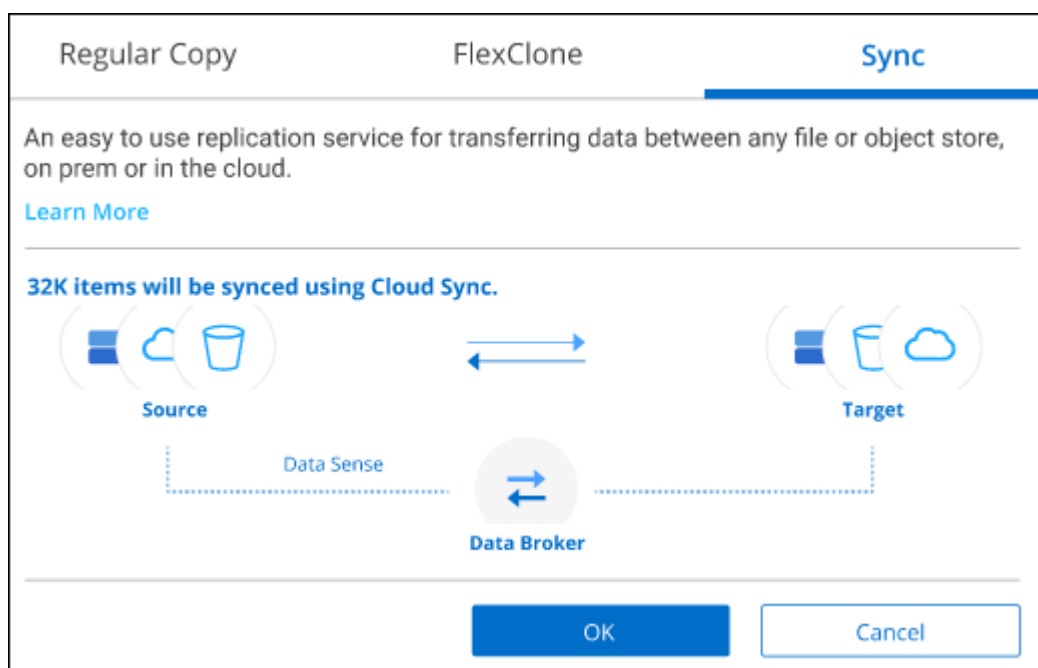 Regular Copy
FlexClone
Sync
An easy to use replication service for transferring data between any file or object store,
on prem or in the cloud.
Learn More
32K items will be synced using Cloud Sync.
Source
Target
Data Sense
Data Broker
OK
Cancel